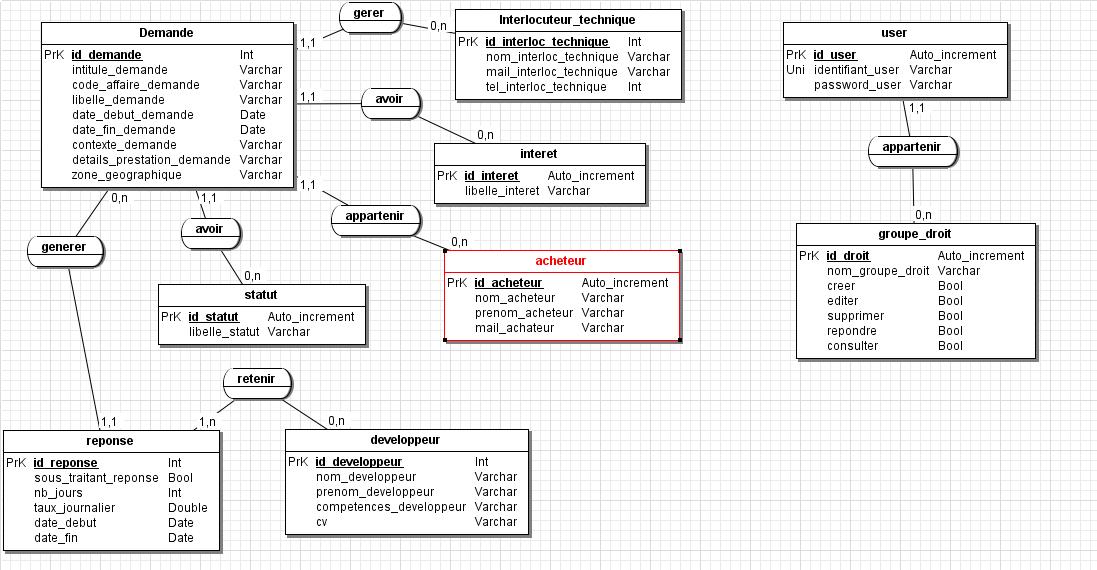 gerer
0,n
1,1
Demande
PrK id_demande Int
intitule_demande Varchar
code_affaire_demande Varchar
libelle_demande Varchar
date_debut_demande Date
date_fin_demande Date
contexte_demande Varchar
details_prestation_demande Varchar
zone_geographique Varchar
Interlocuteur_technique
PrK id_interloc_technique Int
nom_interloc_technique Varchar
mail_interloc_technique Varchar
tel_interloc_technique Int
user
PrK id_user Auto_increment
Uni identifiant_user Varchar
password_user Varchar
1,1
avoir
0,n
1,1
appartenir
0,n
interet
PrK id_interet Auto_increment
libelle_interet Varchar
1,1
appartenir
0,n
0,n
generer
1,1
1,1
avoir
0,n
acheteur
PrK id_acheteur Auto_increment
nom_acheteur Varchar
prenom_acheteur Varchar
mail_achateur Varchar
groupe_droit
PrK id_droit Auto_increment
nom_groupe_droit Varchar
creer Bool
editer Bool
supprimer Bool
repondre Bool
consulter Bool
statut
PrK id_statut Auto_increment
libelle_statut Varchar
retenir
1,n
0,n
reponse
PrK id_reponse Int
sous_traitant_reponse Bool
nb_jours Int
taux_journalier Double
date_debut Date
date_fin Date
developpeur
PrK id_developpeur Int
nom_developpeur Varchar
prenom_developpeur Varchar
competences_developpeur Varchar
cv Varchar